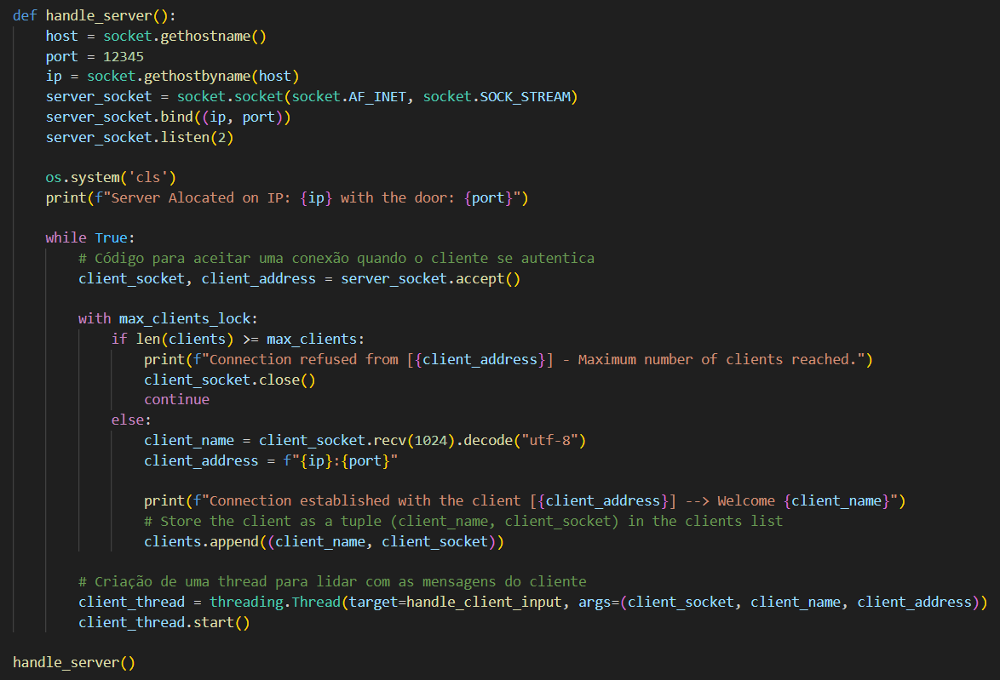 def handle_server():
    host = socket.gethostname()
    port = 12345
    ip = socket.gethostbyname(host)
    server_socket = socket.socket(socket.AF_INET, socket.SOCK_STREAM)
    server_socket.bind((ip, port))
    server_socket.listen(2)

    os.system('cls')
    print(f"Server Alocated on IP: {ip} with the door: {port}")

    while True:
        # Código para aceitar uma conexão quando o cliente se autentica
        client_socket, client_address = server_socket.accept()

        with max_clients_lock:
            if len(clients) >= max_clients:
                print(f"Connection refused from [{client_address}] - Maximum number of clients reached.")
                client_socket.close()
                continue
            else:
                client_name = client_socket.recv(1024).decode("utf-8")
                client_address = f"{ip}:{port}"

                print(f"Connection established with the client [{client_address}] --> Welcome {client_name}")
                # Store the client as a tuple (client_name, client_socket) in the clients list
                clients.append((client_name, client_socket))

        # Criação de uma thread para lidar com as mensagens do cliente
        client_thread = threading.Thread(target=handle_client_input, args=(client_socket, client_name, client_address))
        client_thread.start()

handle_server()